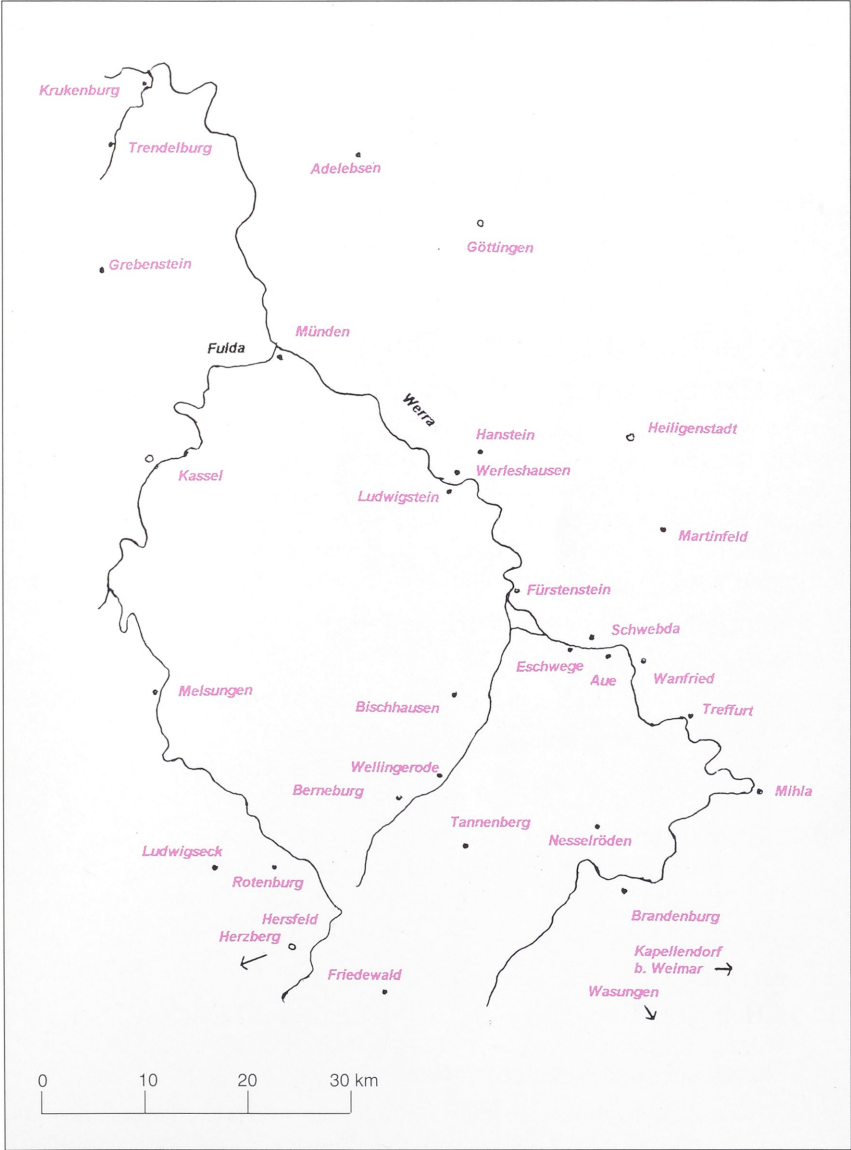 Krukenburg
Trendelburg
Adelebsen
Göttingen
Grebenstein
Münden
Fulda
Werra
Hanstein
Heiligenstadt
Werleshausen
Kassel
Ludwigstein
Martinfeld
Fürstenstein
Schwebda
Eschwege
Aue
Wanfried
Melsungen
Bischhausen
Treffurt
Wellingerode
Berneburg
Mihla
Tannenberg
Nesselröden
Ludwigseck
Rotenburg
Hersfeld
Herzberg
Brandenburg
Friedewald
Kapellendorf
b. Weimar
Wasungen
0 10 20 30 km